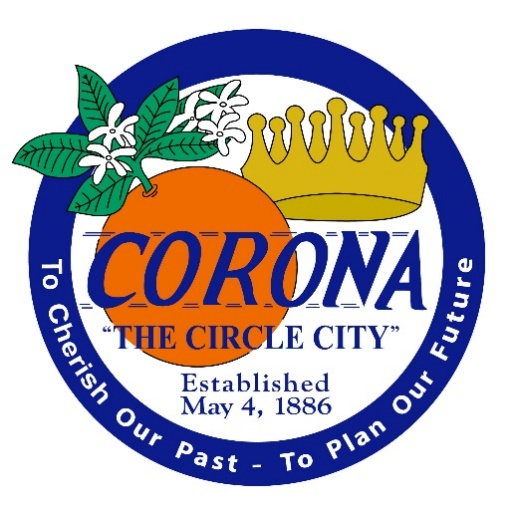 CORONA
“THE CIRCLE CITY”
Established
May 4, 1886
To Cherish Our Past - To Plan Our Future